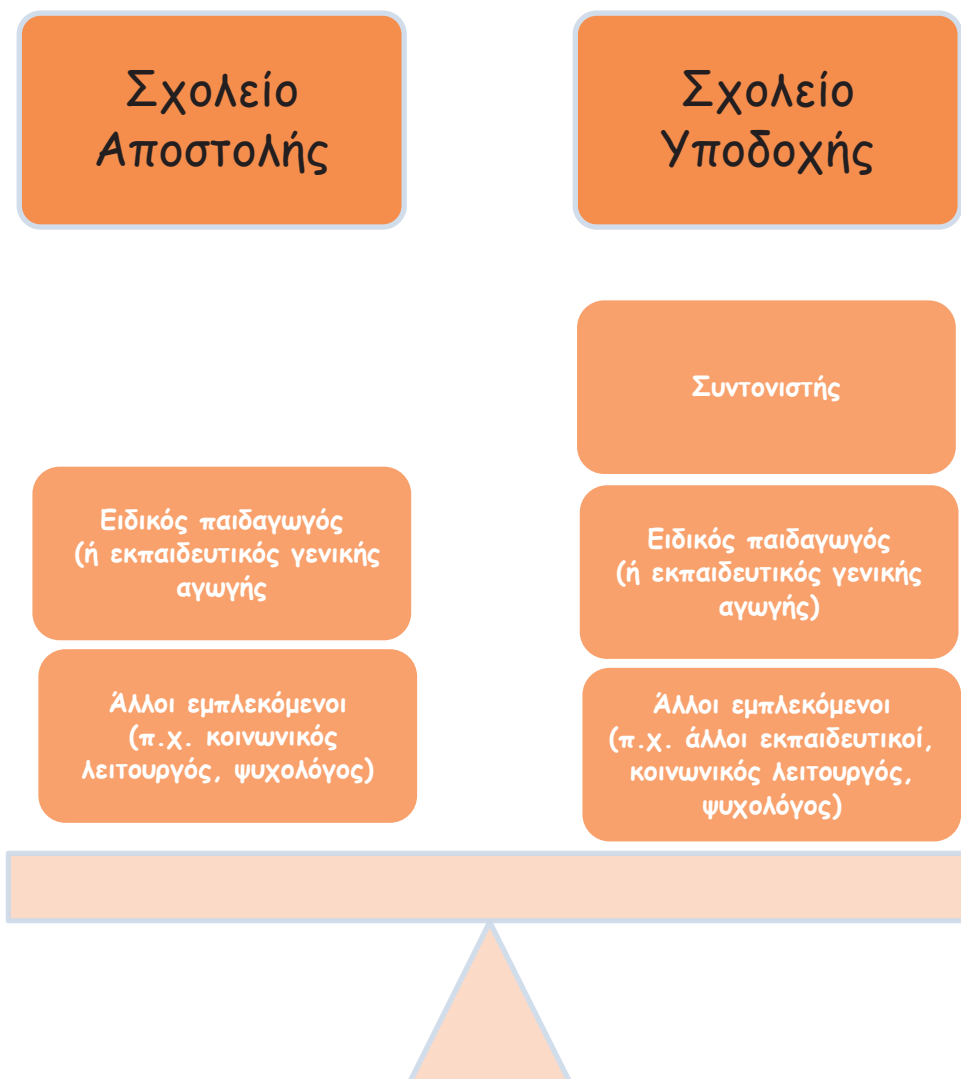 Σχολείο
Αποστολής
Σχολείο
Υποδοχής
Συντονιστής
Ειδικός παιδαγωγός
(ή εκπαιδευτικός γενικής
αγωγής
Ειδικός παιδαγωγός
(ή εκπαιδευτικός γενικής
αγωγής)
Άλλοι εμπλεκόμενοι
(π.χ. κοινωνικός
λειτουργός, ψυχολόγος)
Άλλοι εμπλεκόμενοι
(π.χ. άλλοι εκπαιδευτικοί,
κοινωνικός λειτουργός,
ψυχολόγος)